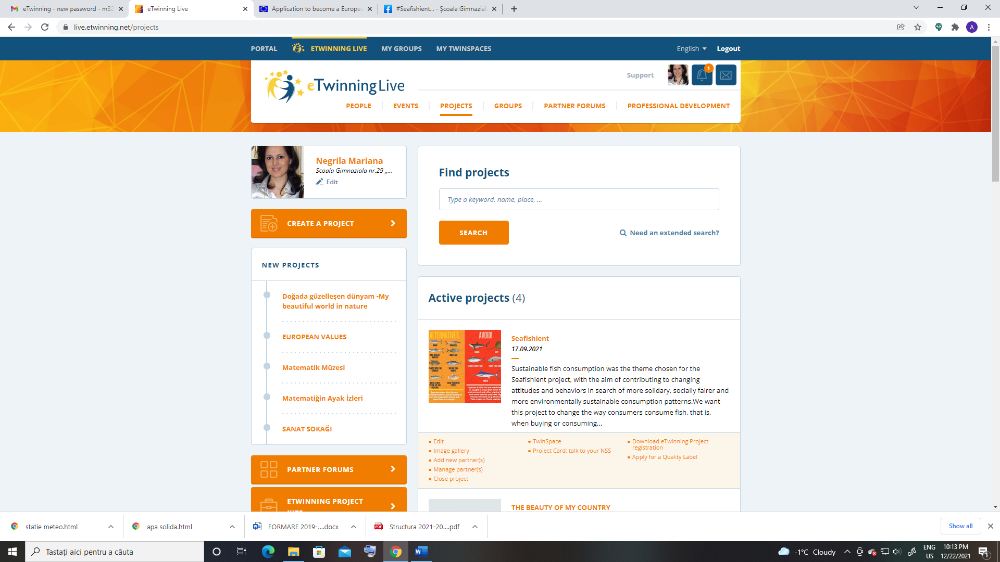 eTwinning - new password - m32
eTwinning Live
Application to become a Europea
#Seafishient... - Şcoala Gimnazial
live.etwinning.net/projects
A
PORTAL
ETWINNING LIVE
MY GROUPS
MY TWINSPACES
English
Logout
eTwinningLive
Support
1
PEOPLE
EVENTS
PROJECTS
GROUPS
PARTNER FORUMS
PROFESSIONAL DEVELOPMENT
Negrila Mariana
Scoala Gimnaziala nr.29 „...
Edit
CREATE A PROJECT
NEW PROJECTS
Doğada güzelleşen dünyam -My
beautiful world in nature
EUROPEAN VALUES
Matematik Müzesi
Matematiğin Ayak İzleri
SANAT SOKAĞI
PARTNER FORUMS
ETWINNING PROJECT
KITS
Find projects
Type a keyword, name, place, ...
SEARCH
Need an extended search?
Active projects (4)
ALTERNATIVES
AVOID!
Seafishient
17.09.2021
Sustainable fish consumption was the theme chosen for the
Seafishient project, with the aim of contributing to changing
attitudes and behaviors in search of more solidary, socially fairer and
more environmentally sustainable consumption patterns.We want
this project to change the way consumers consume fish, that is,
when buying or consuming...
Edit
Image gallery
Add new partner(s)
Manage partner(s)
Close project
TwinSpace
Project Card: talk to your NSS
Download eTwinning Project
registration
Apply for a Quality Label
THE BEAUTY OF MY COUNTRY
statie meteo.html
apa solida.html
FORMARE 2019-....docx
PDF
Structura 2021-20....pdf
Show all
Tastați aici pentru a căuta
-1°C Cloudy
ENG
US
10:13 PM
12/22/2021
1